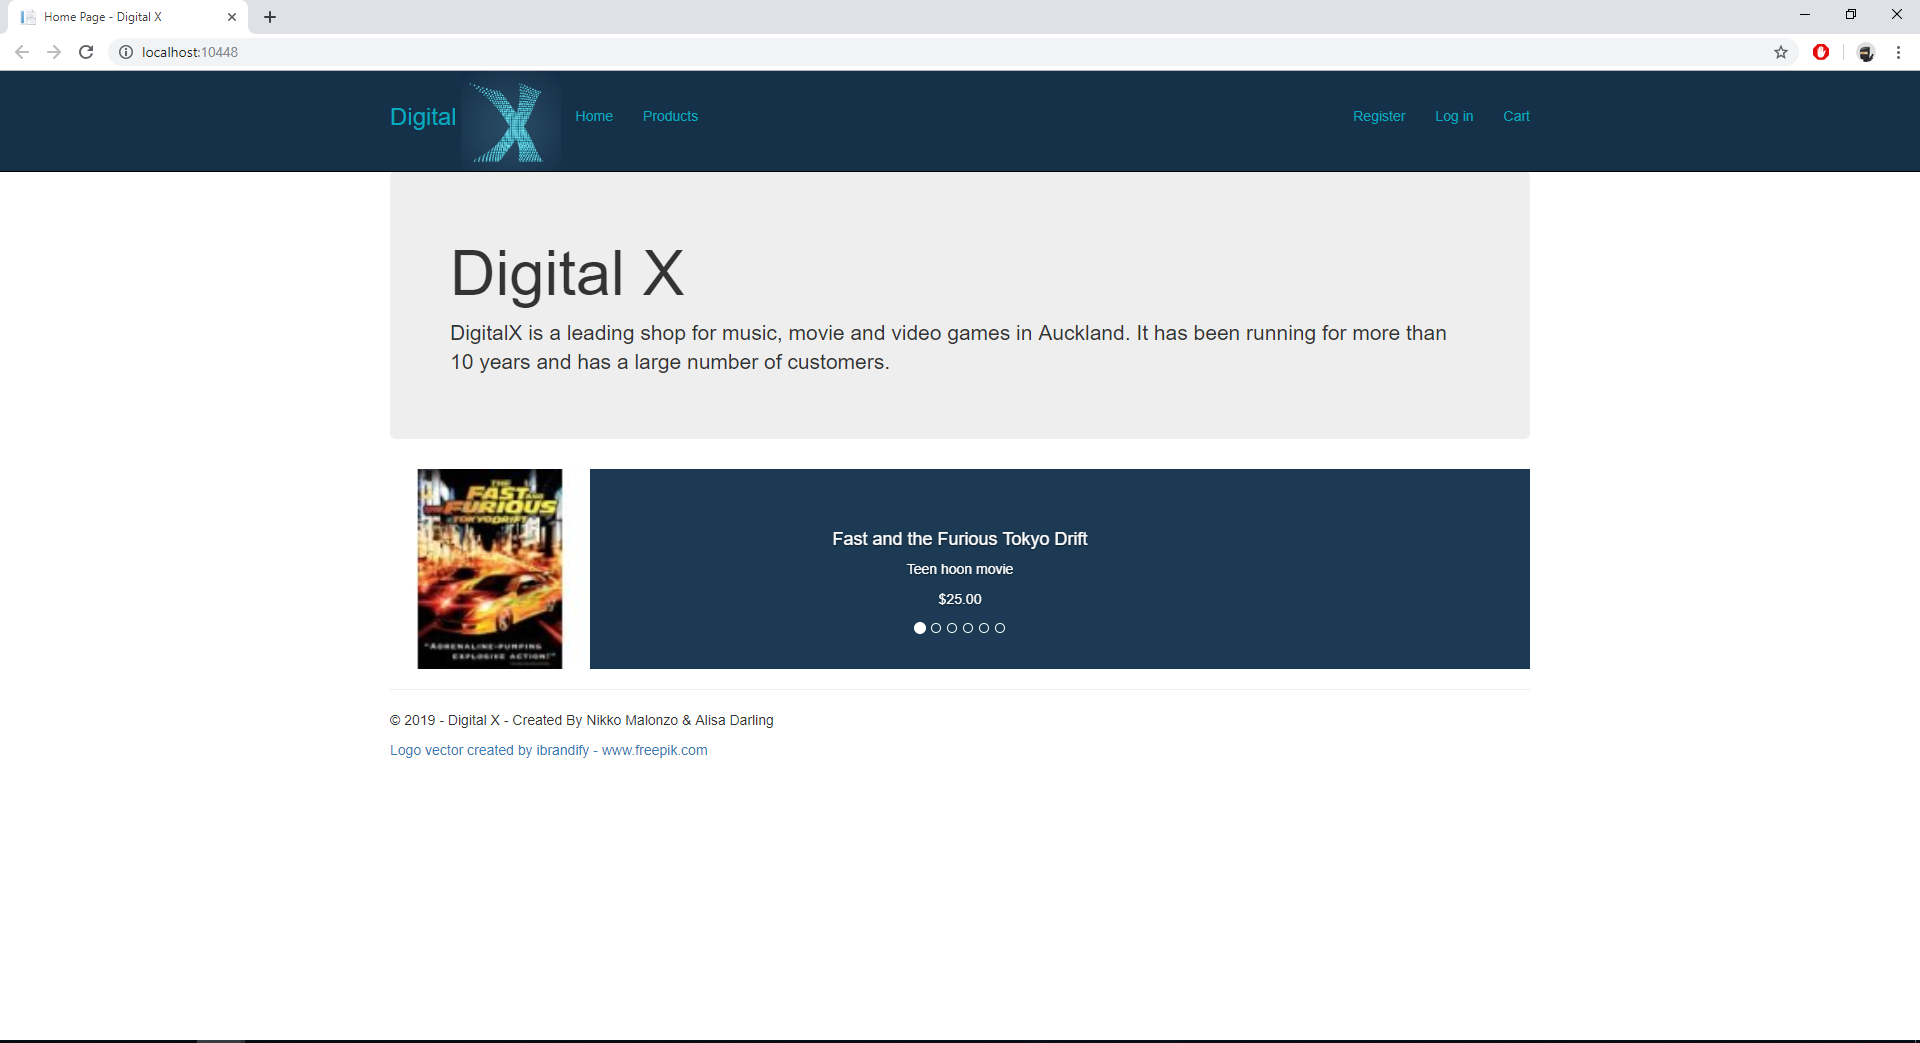 Home Page - Digital X
localhost:10448
Digital X
Home
Products
Register
Log in
Cart
Digital X
DigitalX is a leading shop for music, movie and video games in Auckland. It has been running for more than
10 years and has a large number of customers.
THE
FAST AND
THE FURIOUS
TOKYO DRIFT
"ADRENALINE-PUMPING
EXPLOSIVE ACTION!"
Fast and the Furious Tokyo Drift
Teen hoon movie
$25.00
© 2019 - Digital X - Created By Nikko Malonzo & Alisa Darling
Logo vector created by ibrandify - www.freepik.com